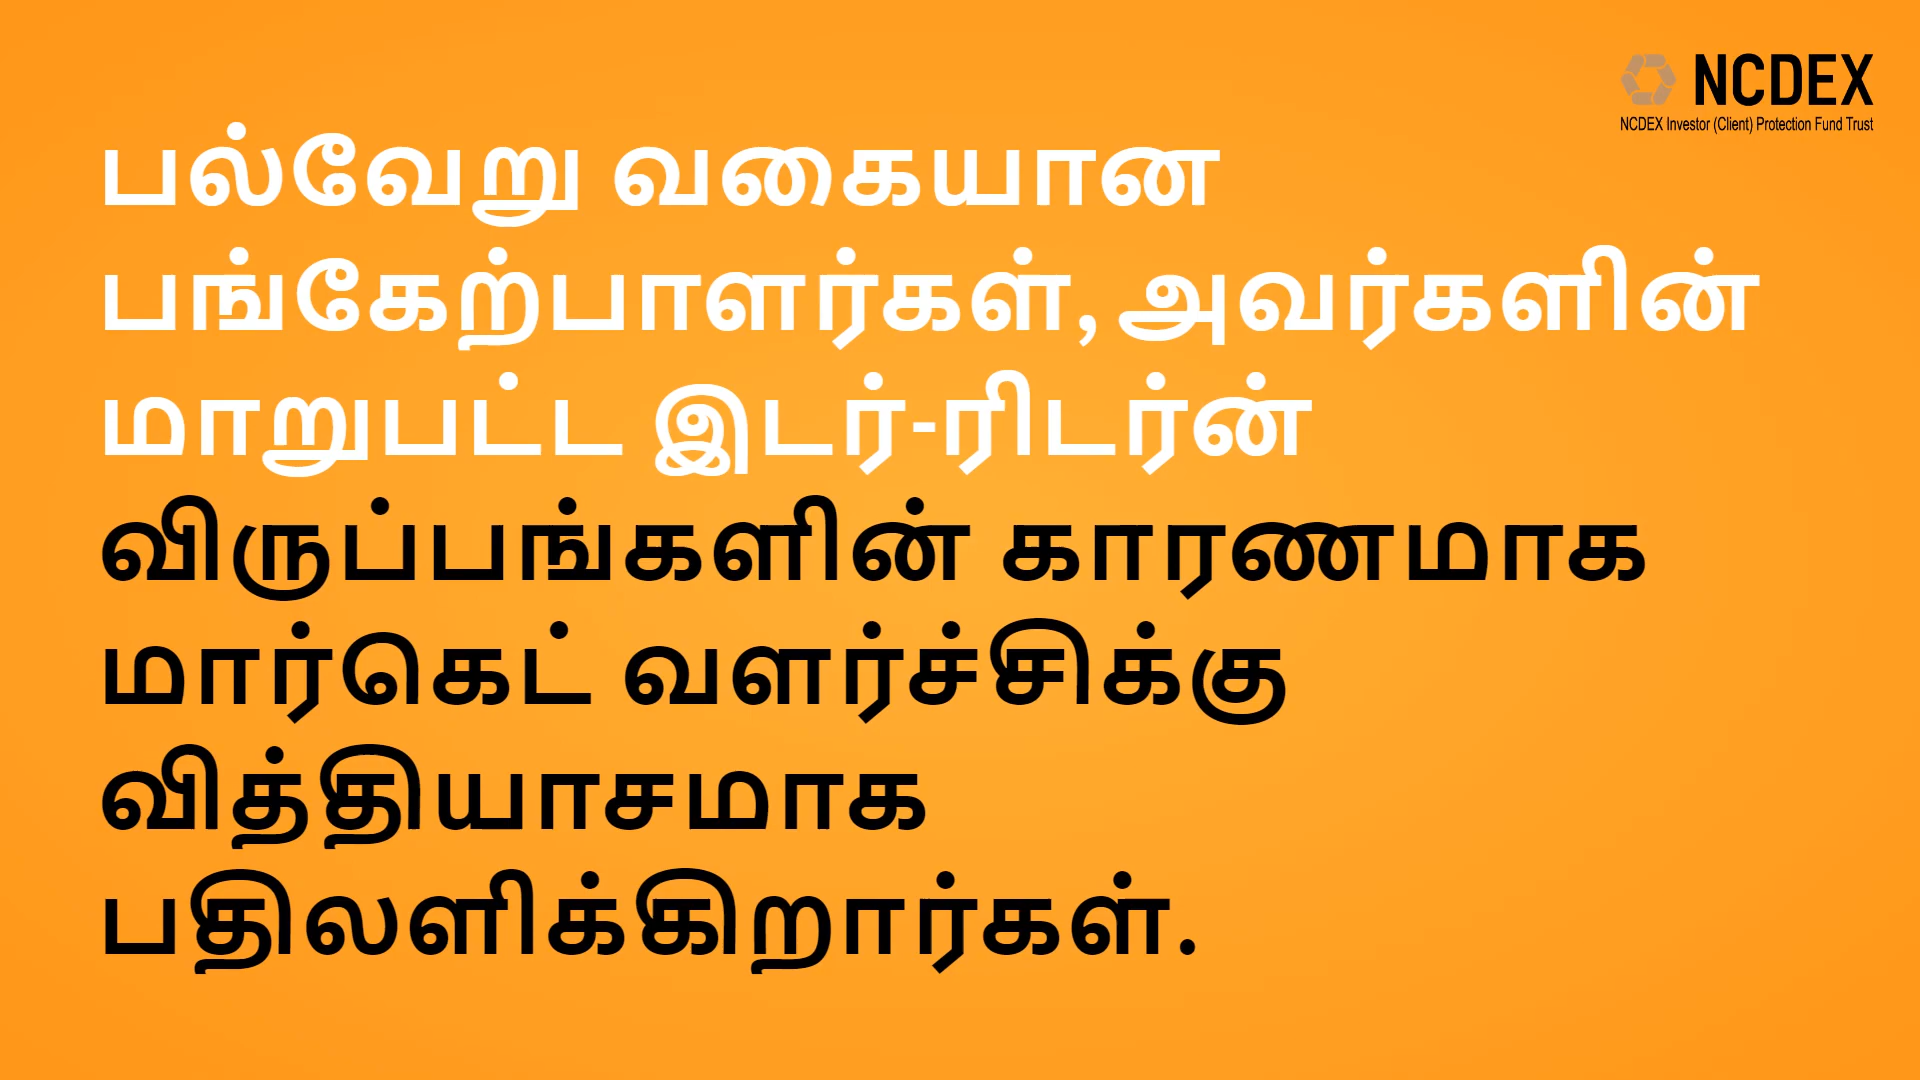 NCDEX
NCDEX Investor (Client) Protection Fund Trust
பல்வேறு வகையான
பங்கேற்பாளர்கள்,அவர்களின்
மாறுபட்ட இடர்-ரிடர்ன்
விருப்பங்களின் காரணமாக
மார்கெட் வளர்ச்சிக்கு
வித்தியாசமாக
பதிலளிக்கிறார்கள்.